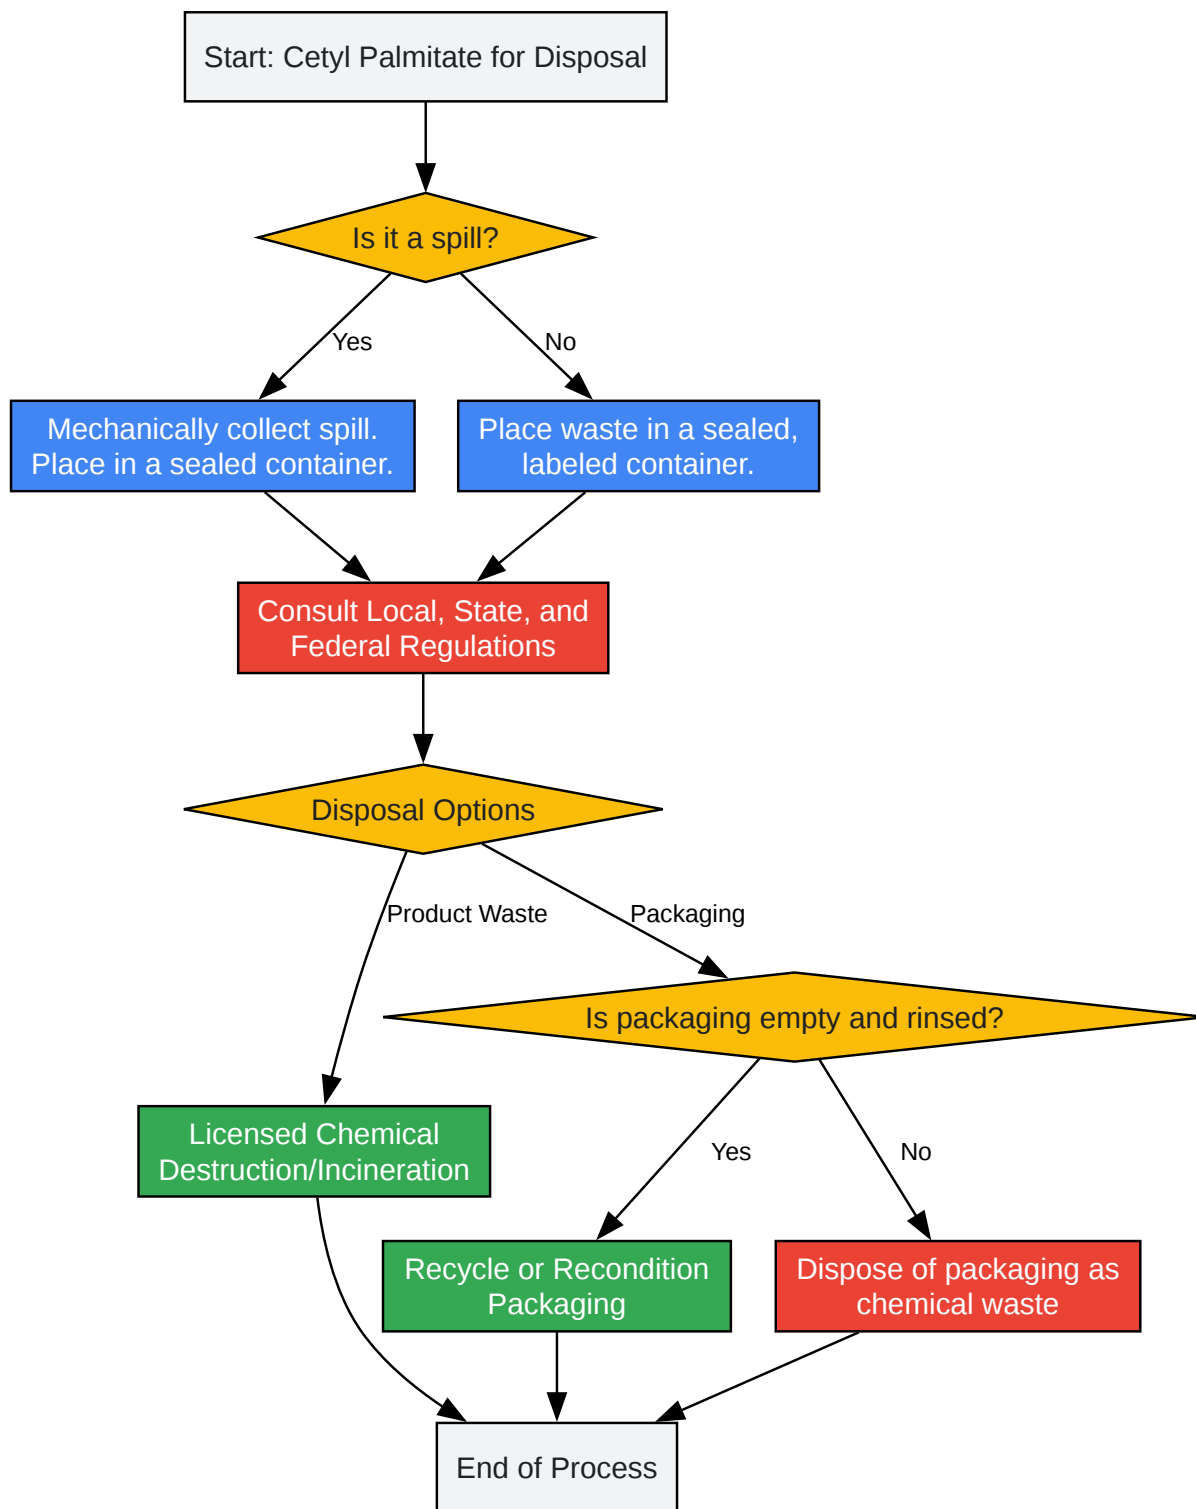 Start: Cetyl Palmitate for Disposal
Is it a spill?
Yes
No
Mechanically collect spill.
Place in a sealed container.
Place waste in a sealed,
labeled container.
Consult Local, State, and
Federal Regulations
Disposal Options
Product Waste
Packaging
Is packaging empty and rinsed?
Licensed Chemical
Destruction/Incineration
Yes
No
Recycle or Recondition
Packaging
Dispose of packaging as
chemical waste
End of Process